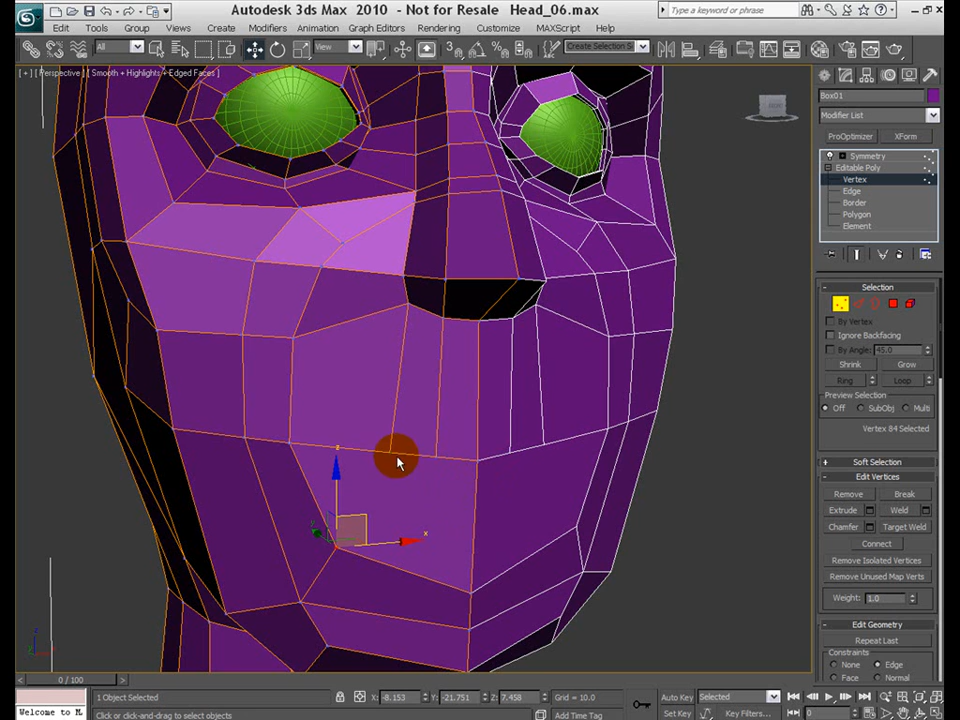 Autodesk 3ds Max 2010 - Not for Resale Head_06.max
Type a keyword or phrase
File Edit Tools Group Views Create Modifiers Animation Graph Editors Rendering Customize MAXScript Help
All View Create Selection S
[ + ] [ Perspective ] [ Smooth + Highlights + Edged Faces ]
Box01
Modifier List
ProOptimizer XForm
Symmetry
Editable Poly
Vertex
Edge
Border
Polygon
Element
Selection
By Vertex
Ignore Backfacing
By Angle: 45.0
Shrink Grow
Ring Loop
Preview Selection
Off SubObj Multi
Vertex 84 Selected
Soft Selection
Edit Vertices
Remove Break
Extrude Weld
Chamfer Target Weld
Connect
Remove Isolated Vertices
Remove Unused Map Verts
Weight: 1.0
Edit Geometry
Repeat Last
Constraints
None Edge
Face Normal
z
x
y
0 / 100
1 Object Selected X: -8.153 Y: -21.751 Z: 7.458 Grid = 10.0 Auto Key Selected
Welcome to M. Click or click-and-drag to select objects Add Time Tag Set Key Key Filters... 0